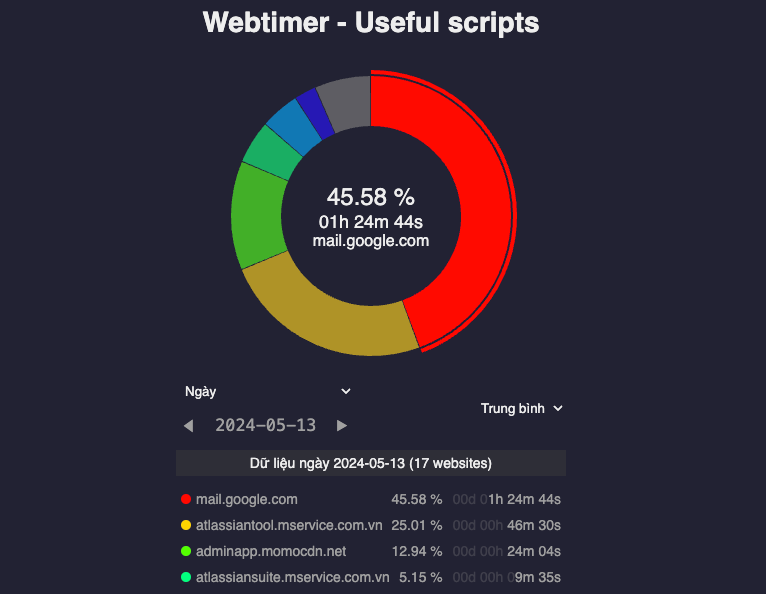 Webtimer - Useful scripts
45.58 %
01h 24m 44s
mail.google.com
Ngày
Trung bình
2024-05-13
Dữ liệu ngày 2024-05-13 (17 websites)
mail.google.com 45.58 % 00d 01h 24m 44s
atlassiantool.mservice.com.vn 25.01 % 00d 00h 46m 30s
adminapp.momocdn.net 12.94 % 00d 00h 24m 04s
atlassiansuite.mservice.com.vn 5.15 % 00d 00h 09m 35s